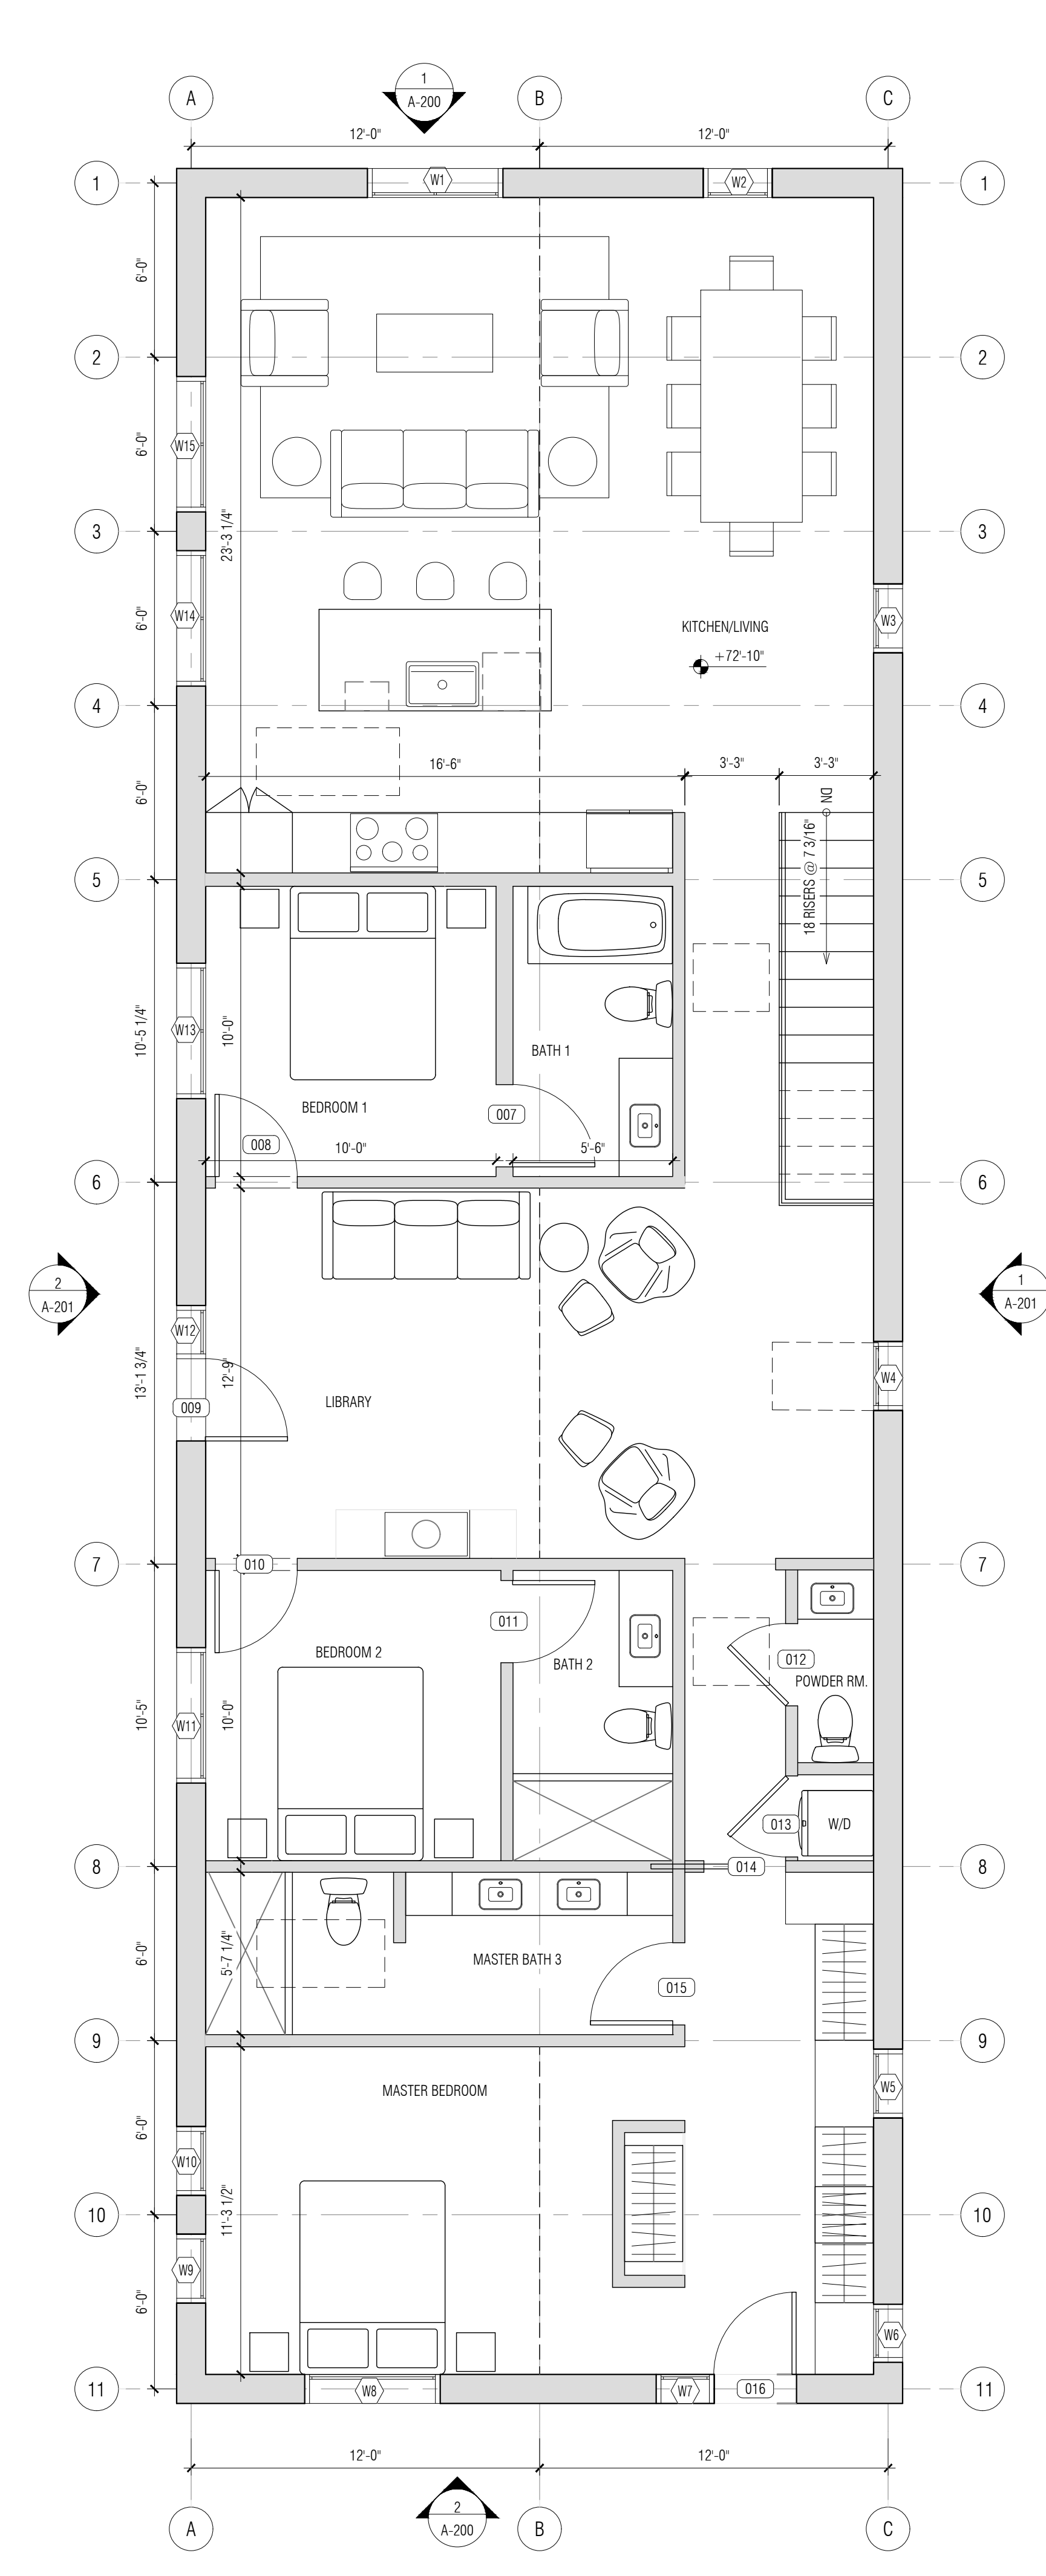 1
A-200
A
B
C
12'-0"
12'-0"
1
W1
W2
1
6'-0"
2
2
W15
6'-0"
23'-3 1/4"
3
3
W14
6'-0"
W3
KITCHEN/LIVING
+72'-10"
4
4
16'-6"
3'-3"
3'-3"
6'-0"
DN
18 RISERS @ 7 3/16"
5
5
W13
10'-5 1/4"
10'-0"
BATH 1
BEDROOM 1
007
008
10'-0"
5'-6"
6
6
2
A-201
1
A-201
W12
13'-1 3/4"
12'-9"
W4
009
LIBRARY
7
010
7
011
BEDROOM 2
BATH 2
012
POWDER RM.
10'-5"
W11
10'-0"
013
W/D
8
014
8
6'-0"
5'-7 1/4"
MASTER BATH 3
015
9
9
W5
MASTER BEDROOM
6'-0"
W10
10
11'-3 1/2"
10
W9
6'-0"
W6
11
W8
W7
016
11
12'-0"
12'-0"
A
2
A-200
B
C